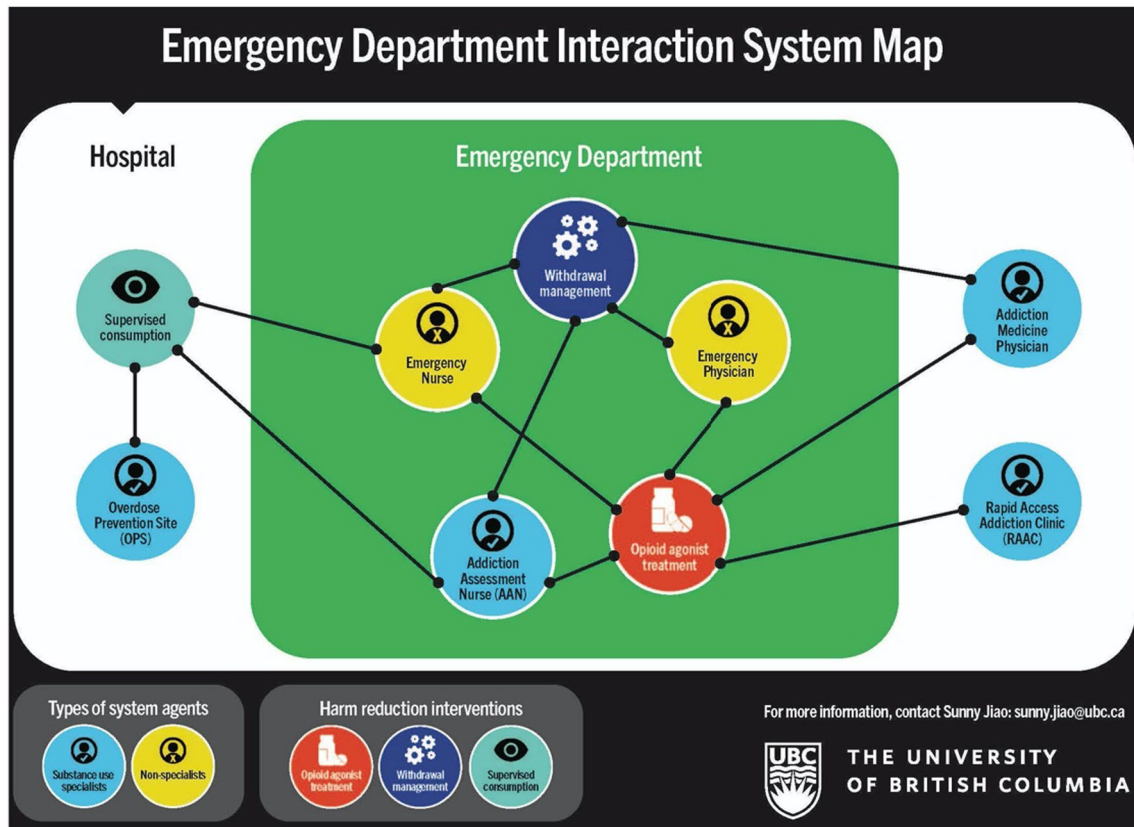 Emergency Department Interaction System Map
Hospital
Emergency Department
Withdrawal
management
Supervised
consumption
X
Emergency
Nurse
X
Emergency
Physician
Addiction
Medicine
Physician
Overdose
Prevention Site
(OPS)
Addiction
Assessment
Nurse (AAN)
Opioid agonist
treatment
Rapid Access
Addiction Clinic
(RAAC)
Types of system agents
Substance use
specialists
X
Non-specialists
Harm reduction interventions
Opioid agonist
treatment
Withdrawal
management
Supervised
consumption
For more information, contact Sunny Jiao: sunny.jiao@ubc.ca
UBC
THE UNIVERSITY
OF BRITISH COLUMBIA